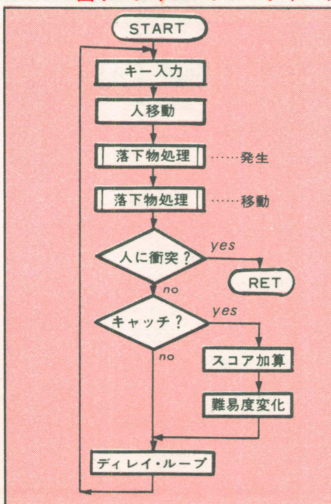 START
キー入力
人移動
落下物処理 ……発生
落下物処理 ……移動
人に衝突? yes
RET
no
キャッチ? yes
no
スコア加算
難易度変化
ディレイ・ループ